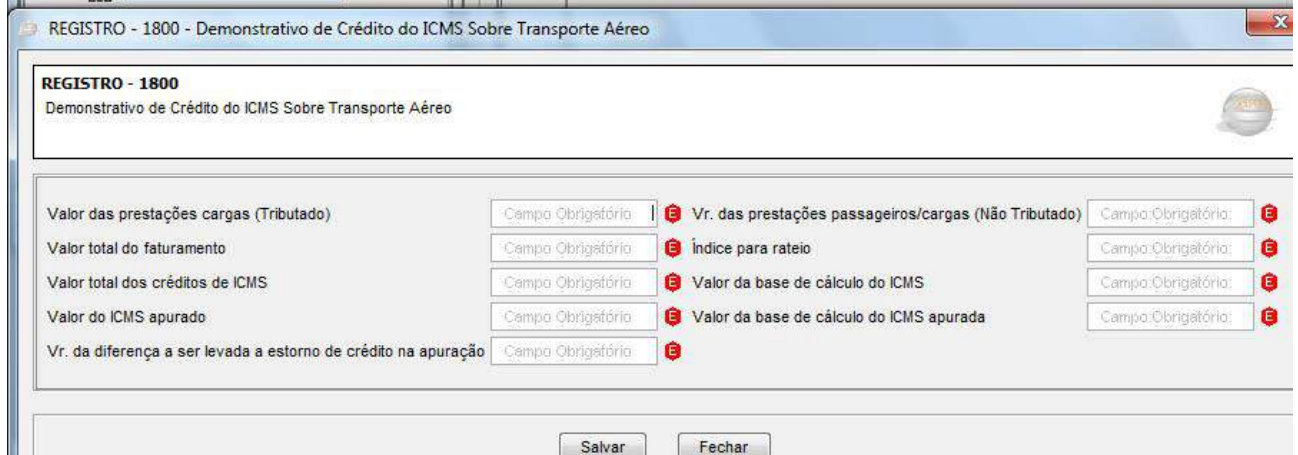 REGISTRO - 1800 - Demonstrativo de Crédito do ICMS Sobre Transporte Aéreo
REGISTRO - 1800
Demonstrativo de Crédito do ICMS Sobre Transporte Aéreo
Valor das prestações cargas (Tributado) Campo Obrigatório E Vr. das prestações passageiros/cargas (Não Tributado) Campo Obrigatório E
Valor total do faturamento Campo Obrigatório E Índice para rateio Campo Obrigatório E
Valor total dos créditos de ICMS Campo Obrigatório E Valor da base de cálculo do ICMS Campo Obrigatório E
Valor do ICMS apurado Campo Obrigatório E Valor da base de cálculo do ICMS apurada Campo Obrigatório E
Vr. da diferença a ser levada a estorno de crédito na apuração Campo Obrigatório E
Salvar Fechar